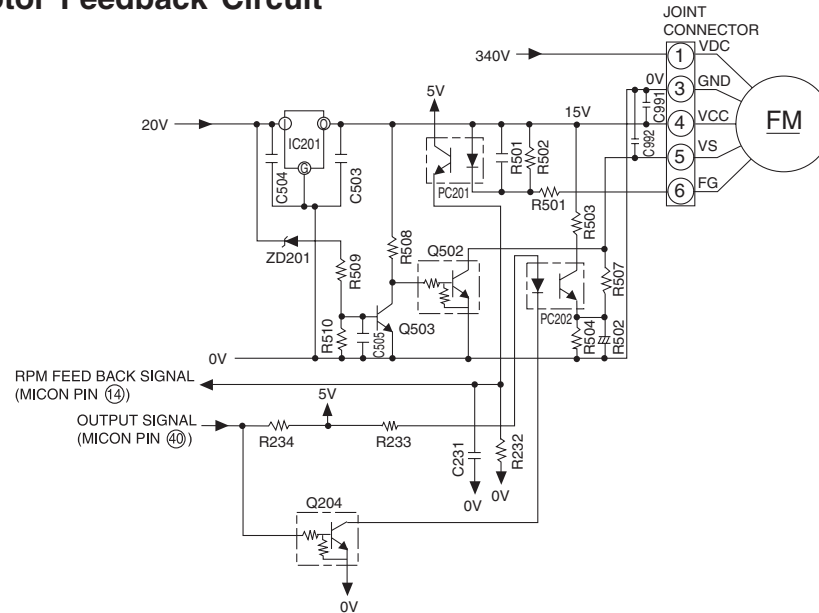 otor Feedback Circuit
JOINT
CONNECTOR
340V
1
VDC
0V
3
GND
C991
15V
4
VCC
FM
C992
5
VS
6
FG
20V
I
O
IC201
G
C504
C503
5V
PC201
R501
R502
R501
R503
ZD201
R509
R508
Q502
R507
PC202
R510
C505
Q503
R504
R502
0V
RPM FEED BACK SIGNAL
(MICON PIN 14)
5V
OUTPUT SIGNAL
(MICON PIN 40)
R234
R233
C231
R232
0V
0V
Q204
0V